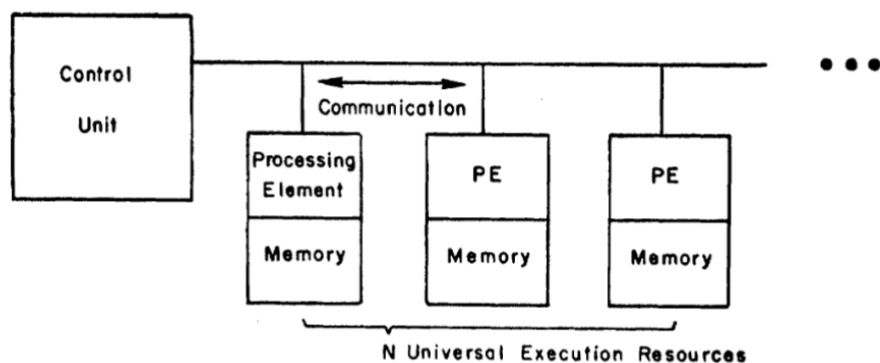 Control
Unit
Communication
Processing
Element
PE
PE
Memory
Memory
Memory
N Universal Execution Resources